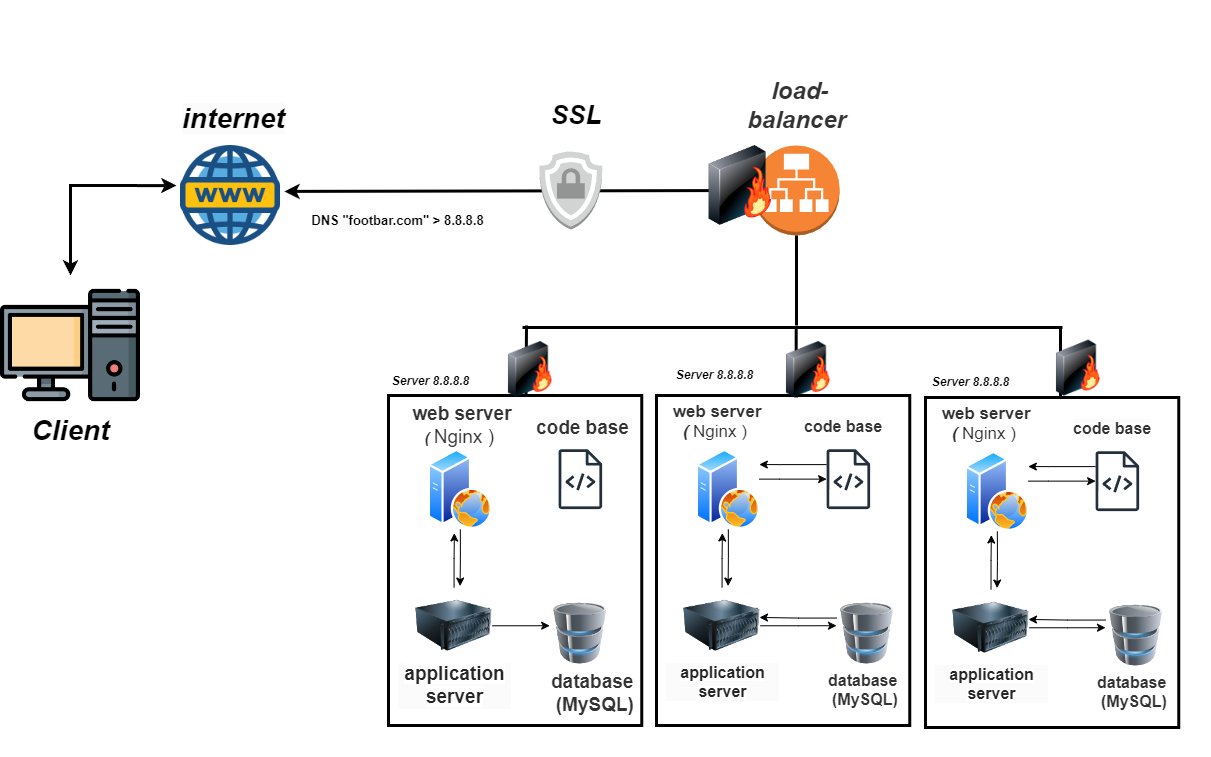 internet
WWW
SSL
load-
balancer
DNS "footbar.com" > 8.8.8.8
Client
Server 8.8.8.8
web server
( Nginx )
code base
</>
application
server
database
(MySQL)
Server 8.8.8.8
web server
( Nginx )
code base
</>
application
server
database
(MySQL)
Server 8.8.8.8
web server
( Nginx )
code base
</>
application
server
database
(MySQL)